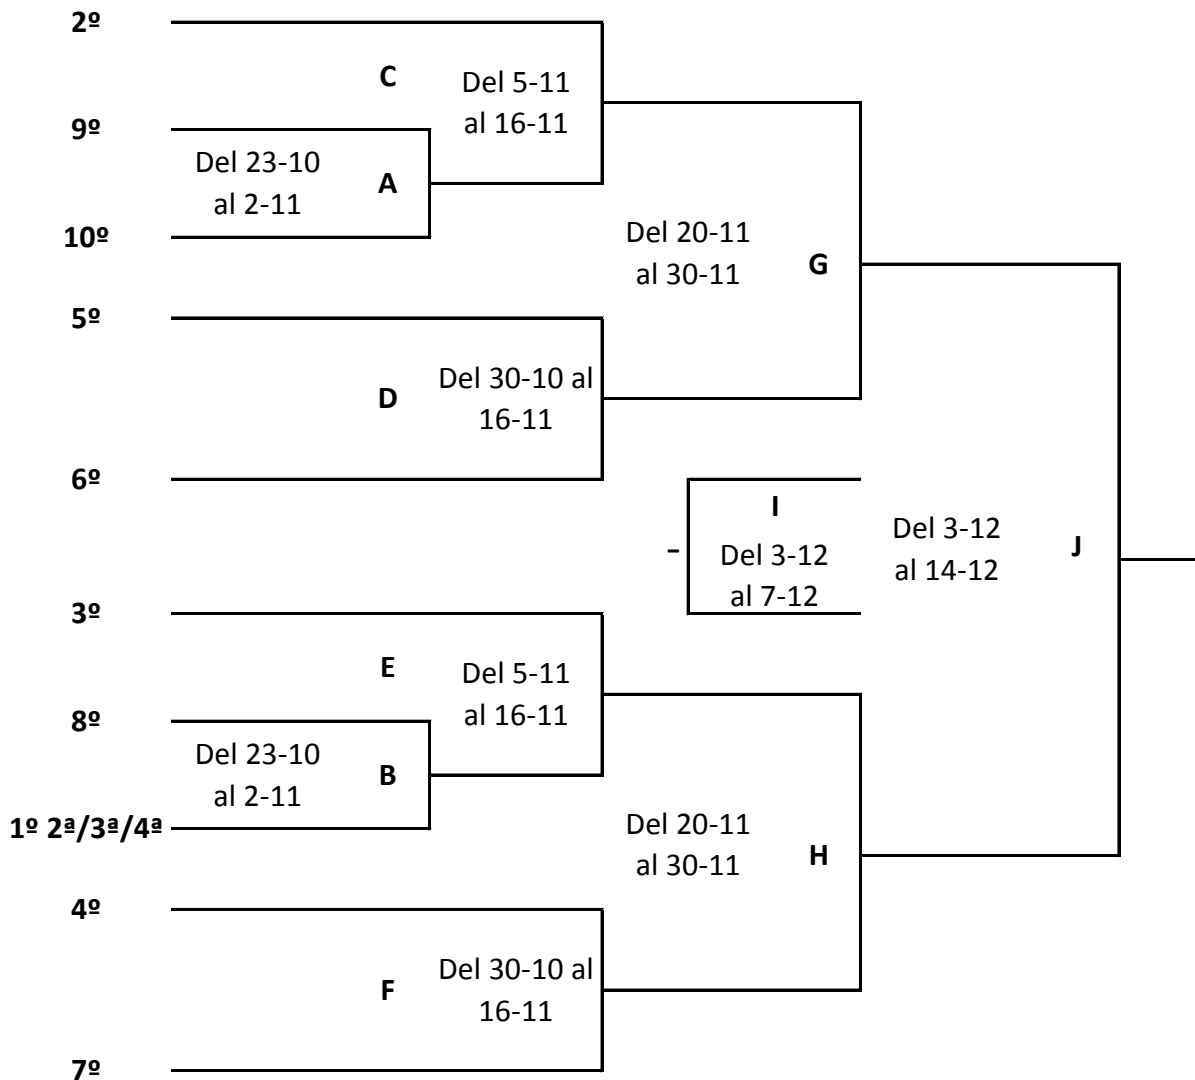 2º
C
Del 5-11
al 16-11
9º
Del 23-10
al 2-11
A
10º
Del 20-11
al 30-11
G
5º
D
Del 30-10 al
16-11
6º
I
-
Del 3-12
al 7-12
Del 3-12
al 14-12
J
3º
E
Del 5-11
al 16-11
8º
Del 23-10
al 2-11
B
1º 2ª/3ª/4ª
Del 20-11
al 30-11
H
4º
F
Del 30-10 al
16-11
7º